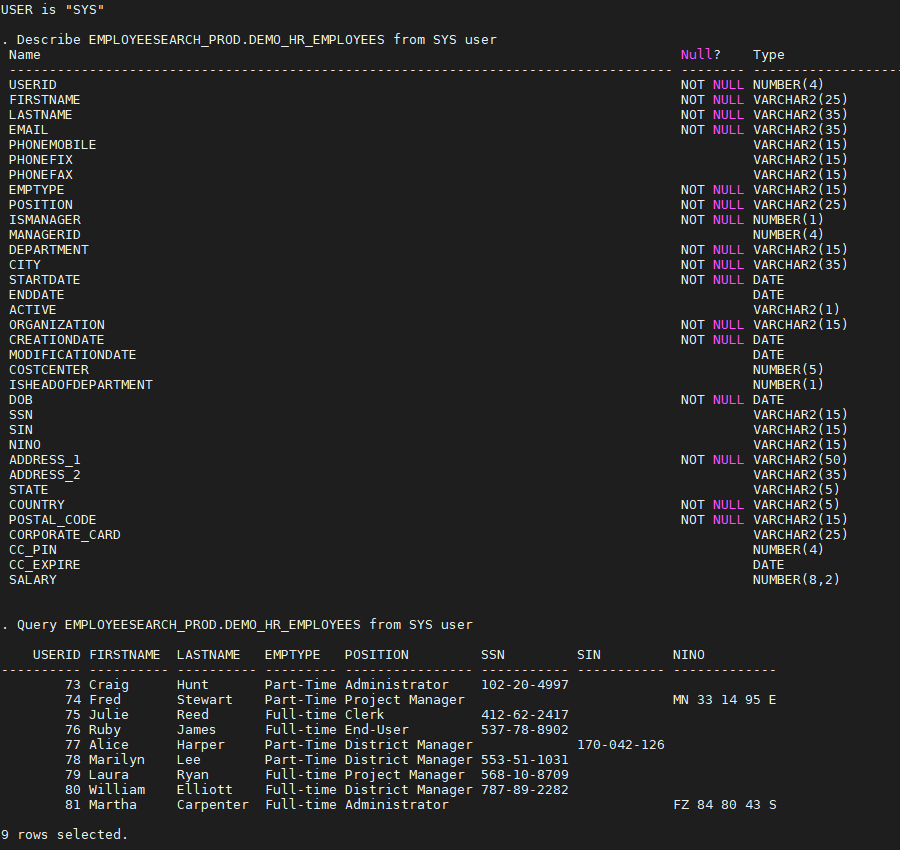 USER is "SYS"
. Describe EMPLOYEESEARCH_PROD.DEMO_HR_EMPLOYEES from SYS user
Name Null? Type
----------------------------------------------------------------------------------- -------- ------------------
USERID NOT NULL NUMBER(4)
FIRSTNAME NOT NULL VARCHAR2(25)
LASTNAME NOT NULL VARCHAR2(35)
EMAIL NOT NULL VARCHAR2(35)
PHONEMOBILE VARCHAR2(15)
PHONEFIX VARCHAR2(15)
PHONEFAX VARCHAR2(15)
EMPTYPE NOT NULL VARCHAR2(15)
POSITION NOT NULL VARCHAR2(25)
ISMANAGER NOT NULL NUMBER(1)
MANAGERID NUMBER(4)
DEPARTMENT NOT NULL VARCHAR2(15)
CITY NOT NULL VARCHAR2(35)
STARTDATE NOT NULL DATE
ENDDATE DATE
ACTIVE VARCHAR2(1)
ORGANIZATION NOT NULL VARCHAR2(15)
CREATIONDATE NOT NULL DATE
MODIFICATIONDATE DATE
COSTCENTER NUMBER(5)
ISHEADOFDEPARTMENT NUMBER(1)
DOB NOT NULL DATE
SSN VARCHAR2(15)
SIN VARCHAR2(15)
NINO VARCHAR2(15)
ADDRESS_1 NOT NULL VARCHAR2(50)
ADDRESS_2 VARCHAR2(35)
STATE VARCHAR2(5)
COUNTRY NOT NULL VARCHAR2(5)
POSTAL_CODE NOT NULL VARCHAR2(15)
CORPORATE_CARD VARCHAR2(25)
CC_PIN NUMBER(4)
CC_EXPIRE DATE
SALARY NUMBER(8,2)
. Query EMPLOYEESEARCH_PROD.DEMO_HR_EMPLOYEES from SYS user
USERID FIRSTNAME LASTNAME EMPTYPE POSITION SSN SIN NINO
---------- ---------- ---------- --------- ---------------- ----------- ----------- -------------
73 Craig Hunt Part-Time Administrator 102-20-4997
74 Fred Stewart Part-Time Project Manager MN 33 14 95 E
75 Julie Reed Full-time Clerk 412-62-2417
76 Ruby James Full-time End-User 537-78-8902
77 Alice Harper Part-Time District Manager 170-042-126
78 Marilyn Lee Part-Time District Manager 553-51-1031
79 Laura Ryan Full-time Project Manager 568-10-8709
80 William Elliott Full-time District Manager 787-89-2282
81 Martha Carpenter Full-time Administrator FZ 84 80 43 S
9 rows selected.